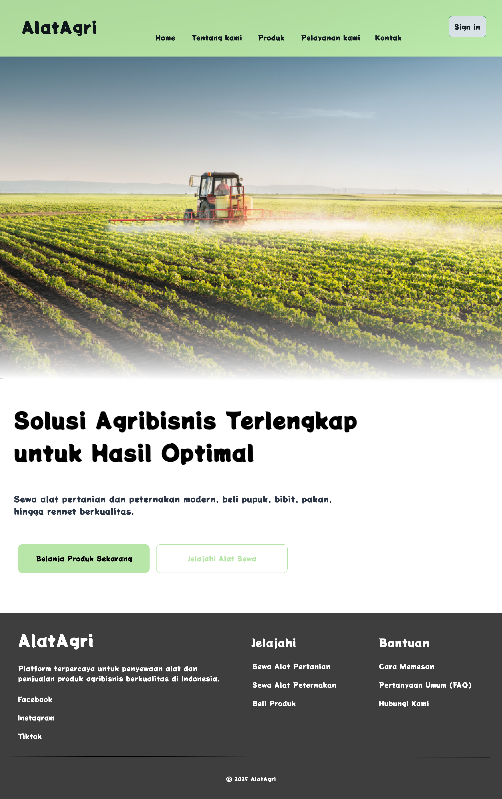 AlatAgri
Home Tentang kami Produk Pelayanan kami Kontak
Sign in
Solusi Agribisnis Terlengkap
untuk Hasil Optimal
Sewa alat pertanian dan peternakan modern, beli pupuk, bibit, pakan,
hingga rennet berkualitas.
Belanja Produk Sekarang
Jelajahi Alat Sewa
AlatAgri
Platform terpercaya untuk penyewaan alat dan
penjualan produk agribisnis berkualitas di Indonesia.
Facebook
Instagram
Tiktok
Jelajahi
Sewa Alat Pertanian
Sewa Alat Peternakan
Beli Produk
Bantuan
Cara Memesan
Pertanyaan Umum (FAQ)
Hubungi Kami
© 2025 AlatAgri